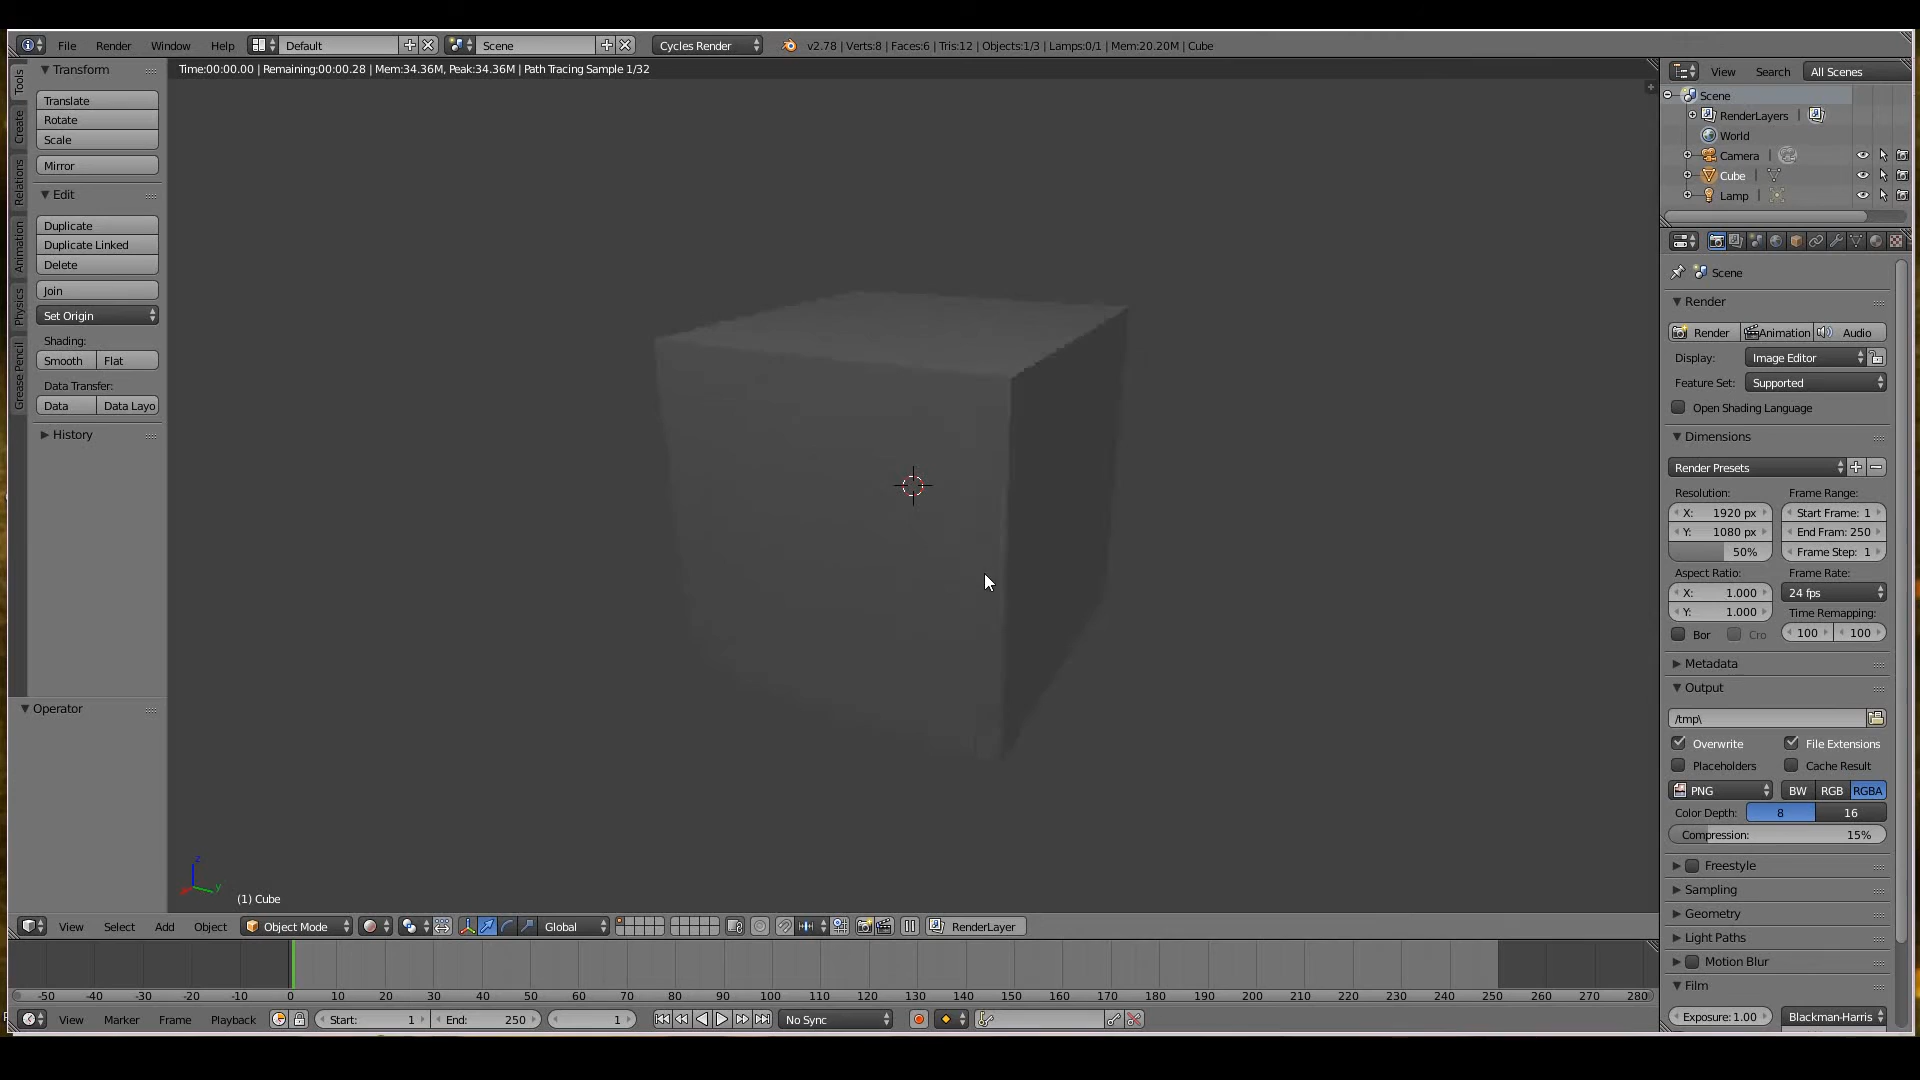 File Render Window Help Default Scene Cycles Render v2.78 | Verts:8 | Faces:6 | Tris:12 | Objects:1/3 | Lamps:0/1 | Mem:20.20M | Cube
Time:00:00.00 | Remaining:00:00.28 | Mem:34.36M, Peak:34.36M | Path Tracing Sample 1/32
Tools
Create
Relations
Animation
Physics
Grease Pencil
Transform
Translate
Rotate
Scale
Mirror
Edit
Duplicate
Duplicate Linked
Delete
Join
Set Origin
Shading:
Smooth Flat
Data Transfer:
Data Data Layo
History
Operator
z
y
(1) Cube
View Select Add Object Object Mode Global RenderLayer
-50 -40 -30 -20 -10 0 10 20 30 40 50 60 70 80 90 100 110 120 130 140 150 160 170 180 190 200 210 220 230 240 250 260 270 280
View Marker Frame Playback Start: 1 End: 250 1 No Sync
View Search All Scenes
Scene
RenderLayers |
World
Camera |
Cube |
Lamp |
Scene
Render
Render Animation Audio
Display: Image Editor
Feature Set: Supported
Open Shading Language
Dimensions
Render Presets
Resolution: Frame Range:
X: 1920 px Start Frame: 1
Y: 1080 px End Fram: 250
50% Frame Step: 1
Aspect Ratio: Frame Rate:
X: 1.000 24 fps
Y: 1.000 Time Remapping:
Bor Cro 100 100
Metadata
Output
/tmp\
Overwrite File Extensions
Placeholders Cache Result
PNG BW RGB RGBA
Color Depth: 8 16
Compression: 15%
Freestyle
Sampling
Geometry
Light Paths
Motion Blur
Film
Exposure: 1.00 Blackman-Harris